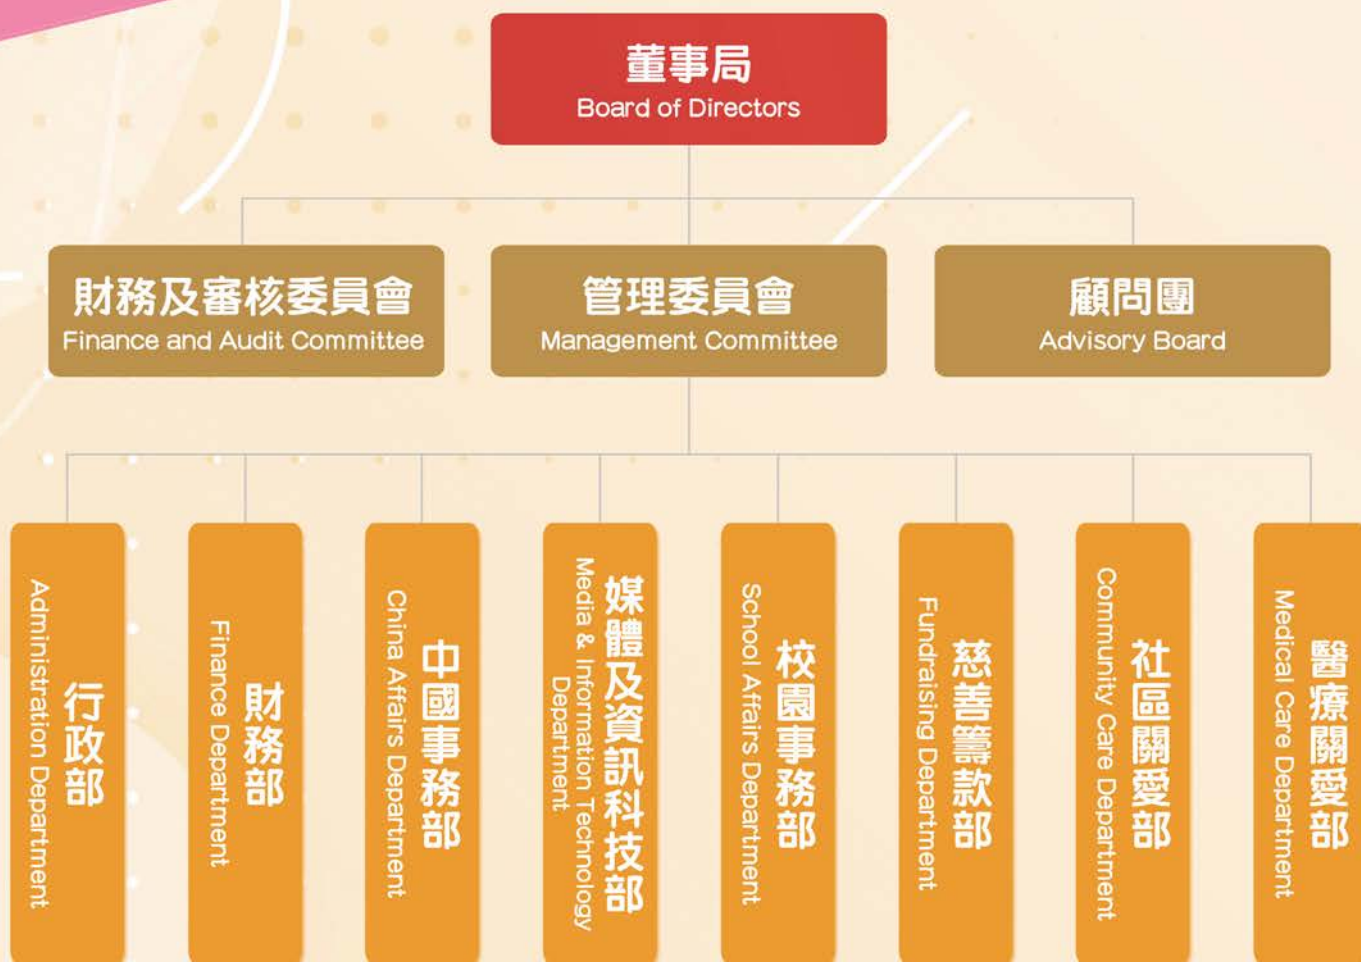 董事局
Board of Directors
財務及審核委員會
Finance and Audit Committee
管理委員會
Management Committee
顧問團
Advisory Board
行政部
Administration Department
財務部
Finance Department
中國事務部
China Affairs Department
媒體及資訊科技部
Media & Information Technology
Department
校園事務部
School Affairs Department
慈善籌款部
Fundraising Department
社區關愛部
Community Care Department
醫療關愛部
Medical Care Department